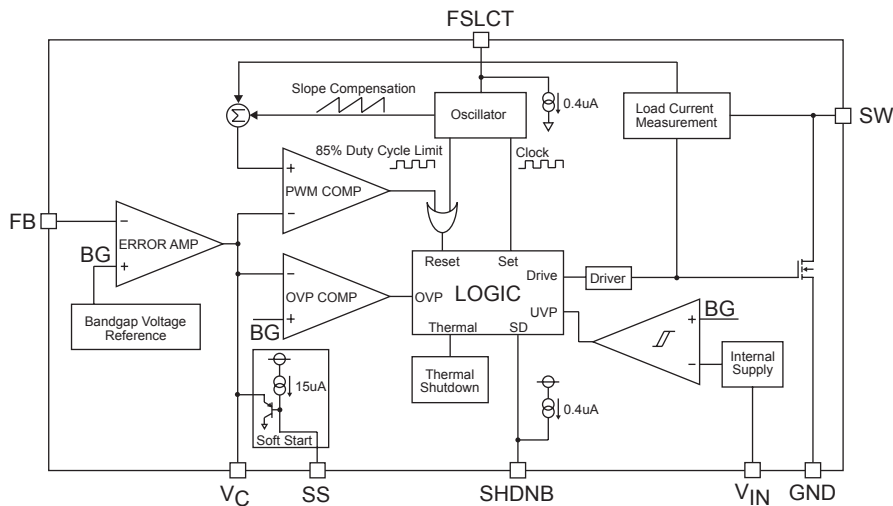 FSLCT
Slope Compensation
Σ
Oscillator
0.4uA
Load Current
Measurement
SW
85% Duty Cycle Limit
Clock
+
PWM COMP
−
FB
−
ERROR AMP
BG
+
Bandgap Voltage
Reference
−
OVP COMP
BG
+
Reset
Set
Drive
LOGIC
OVP
UVP
Thermal
SD
Driver
BG
+
−
Internal
Supply
Thermal
Shutdown
15uA
Soft Start
0.4uA
VC
SS
SHDNB
VIN
GND